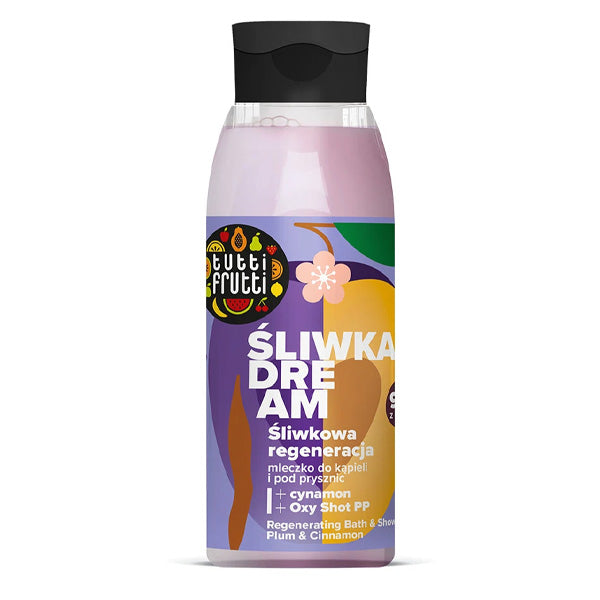 tutti
frutti
ŚLIWKA
DRE
AM
Śliwkowa
regeneracja
mleczko do kąpieli
i pod prysznic
+ cynamon
+ Oxy Shot PP
Regenerating Bath &
Plum & Cinnamon